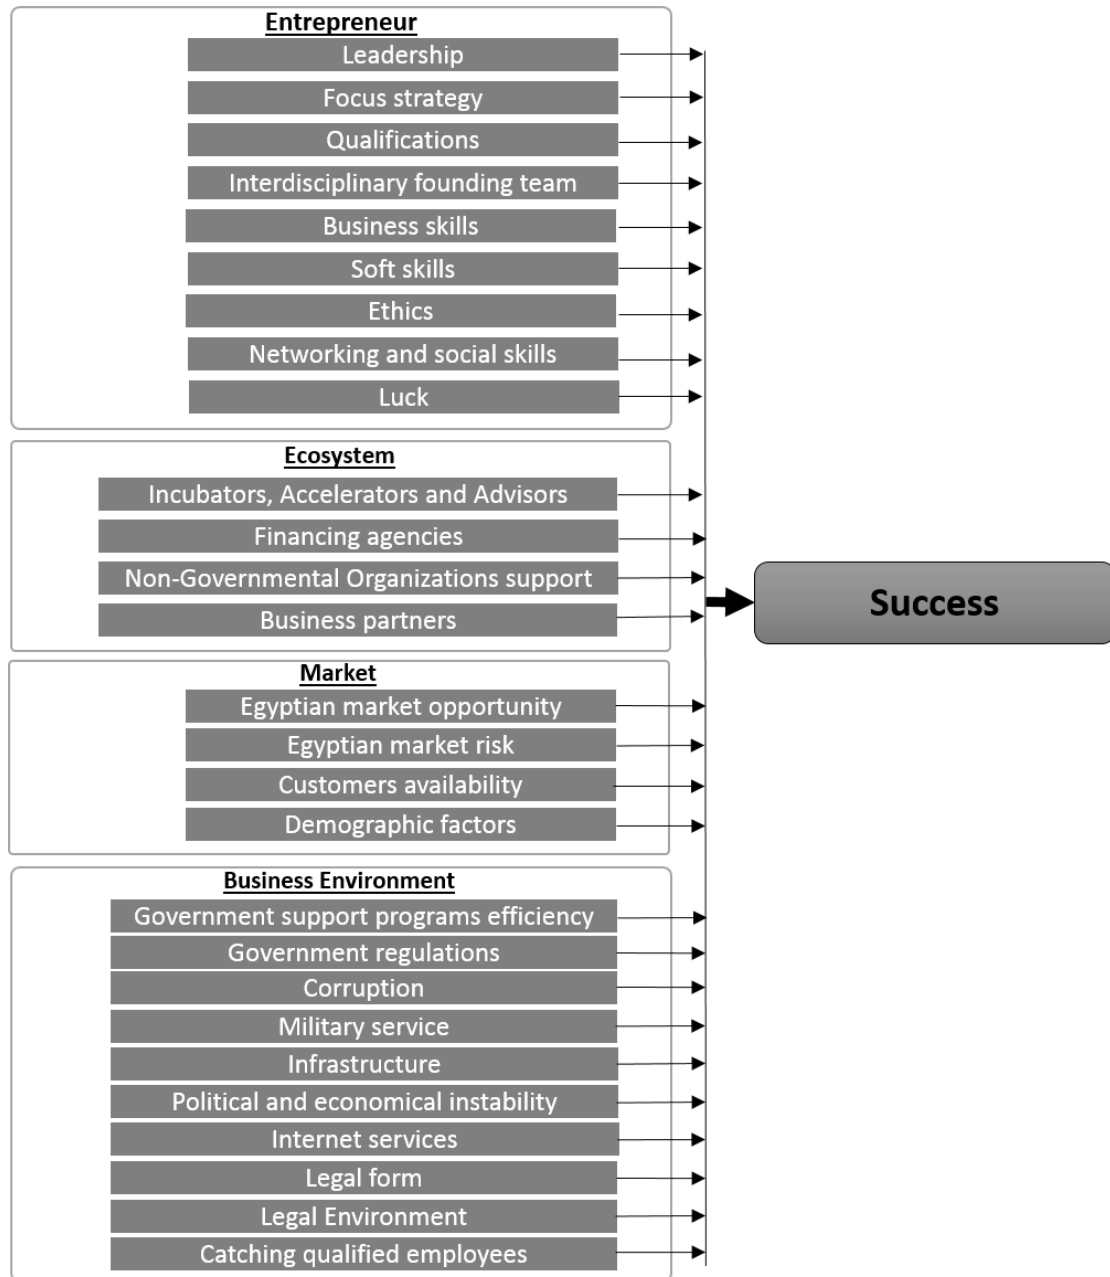 Entrepreneur
Leadership
Focus strategy
Qualifications
Interdisciplinary founding team
Business skills
Soft skills
Ethics
Networking and social skills
Luck
Ecosystem
Incubators, Accelerators and Advisors
Financing agencies
Non-Governmental Organizations support
Business partners
Success
Market
Egyptian market opportunity
Egyptian market risk
Customers availability
Demographic factors
Business Environment
Government support programs efficiency
Government regulations
Corruption
Military service
Infrastructure
Political and economical instability
Internet services
Legal form
Legal Environment
Catching qualified employees